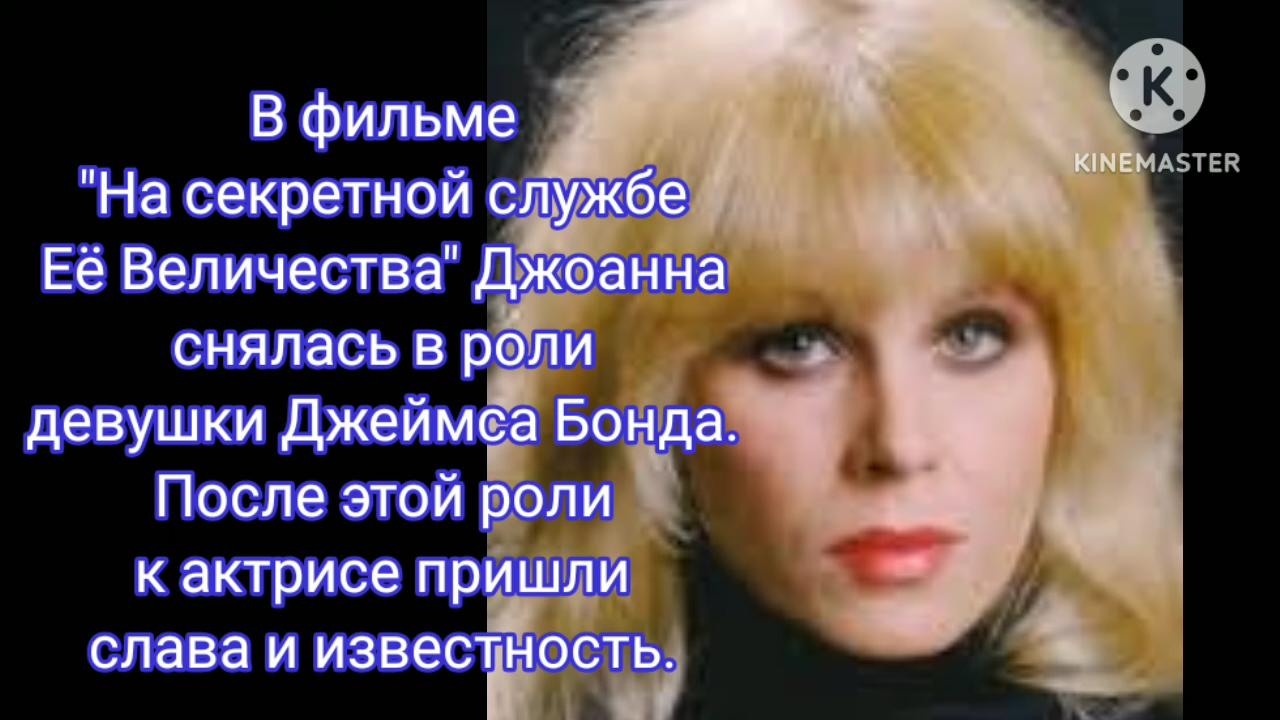 В фильме
"На секретной службе
Её Величества" Джоанна
снялась в роли
девушки Джеймса Бонда.
После этой роли
к актрисе пришли
слава и известность.
K
KINEMASTER